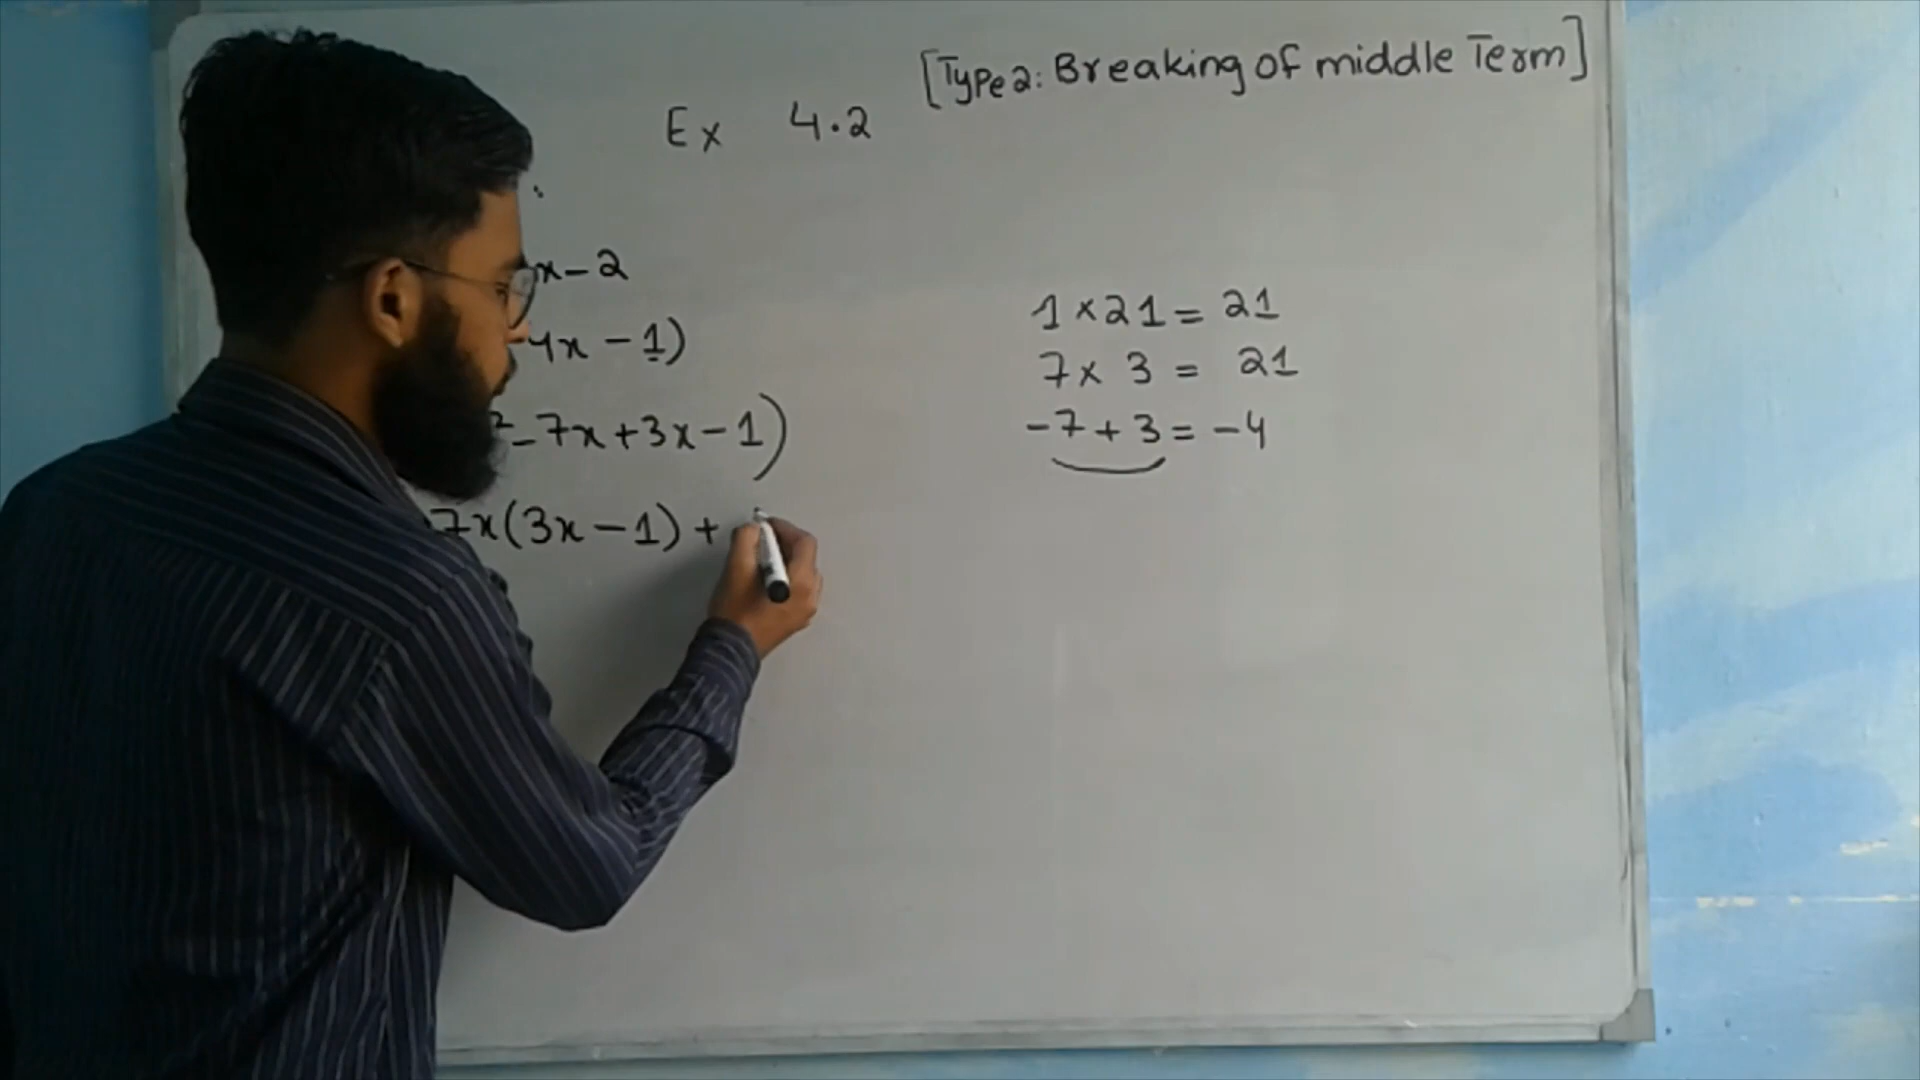 [Type 2: Breaking of middle Term]
Ex 4.2
x - 2
- 4x - 1)
² - 7x + 3x - 1)
7x(3x - 1) +
1 × 21 = 21
7 × 3 = 21
-7 + 3 = -4